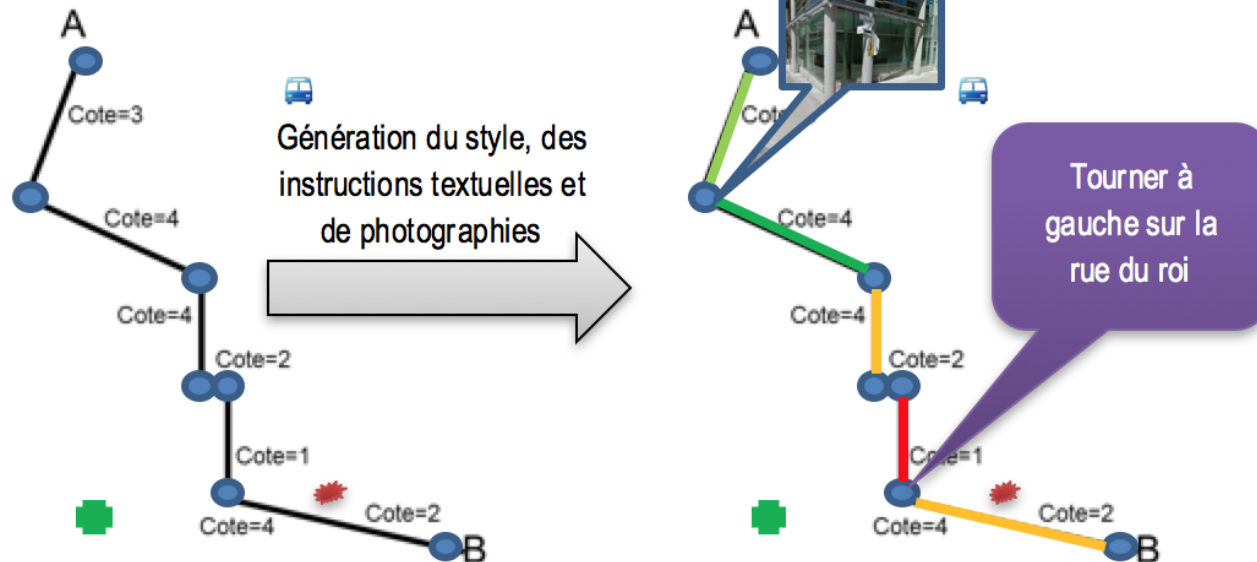 A
Cote=3
Cote=4
Cote=4
Cote=2
Cote=1
Cote=4
Cote=2
B
Génération du style, des
instructions textuelles et
de photographies
A
Cote=4
Cote=4
Cote=2
Cote=1
Cote=4
Cote=2
B
Tourner à
gauche sur la
rue du roi